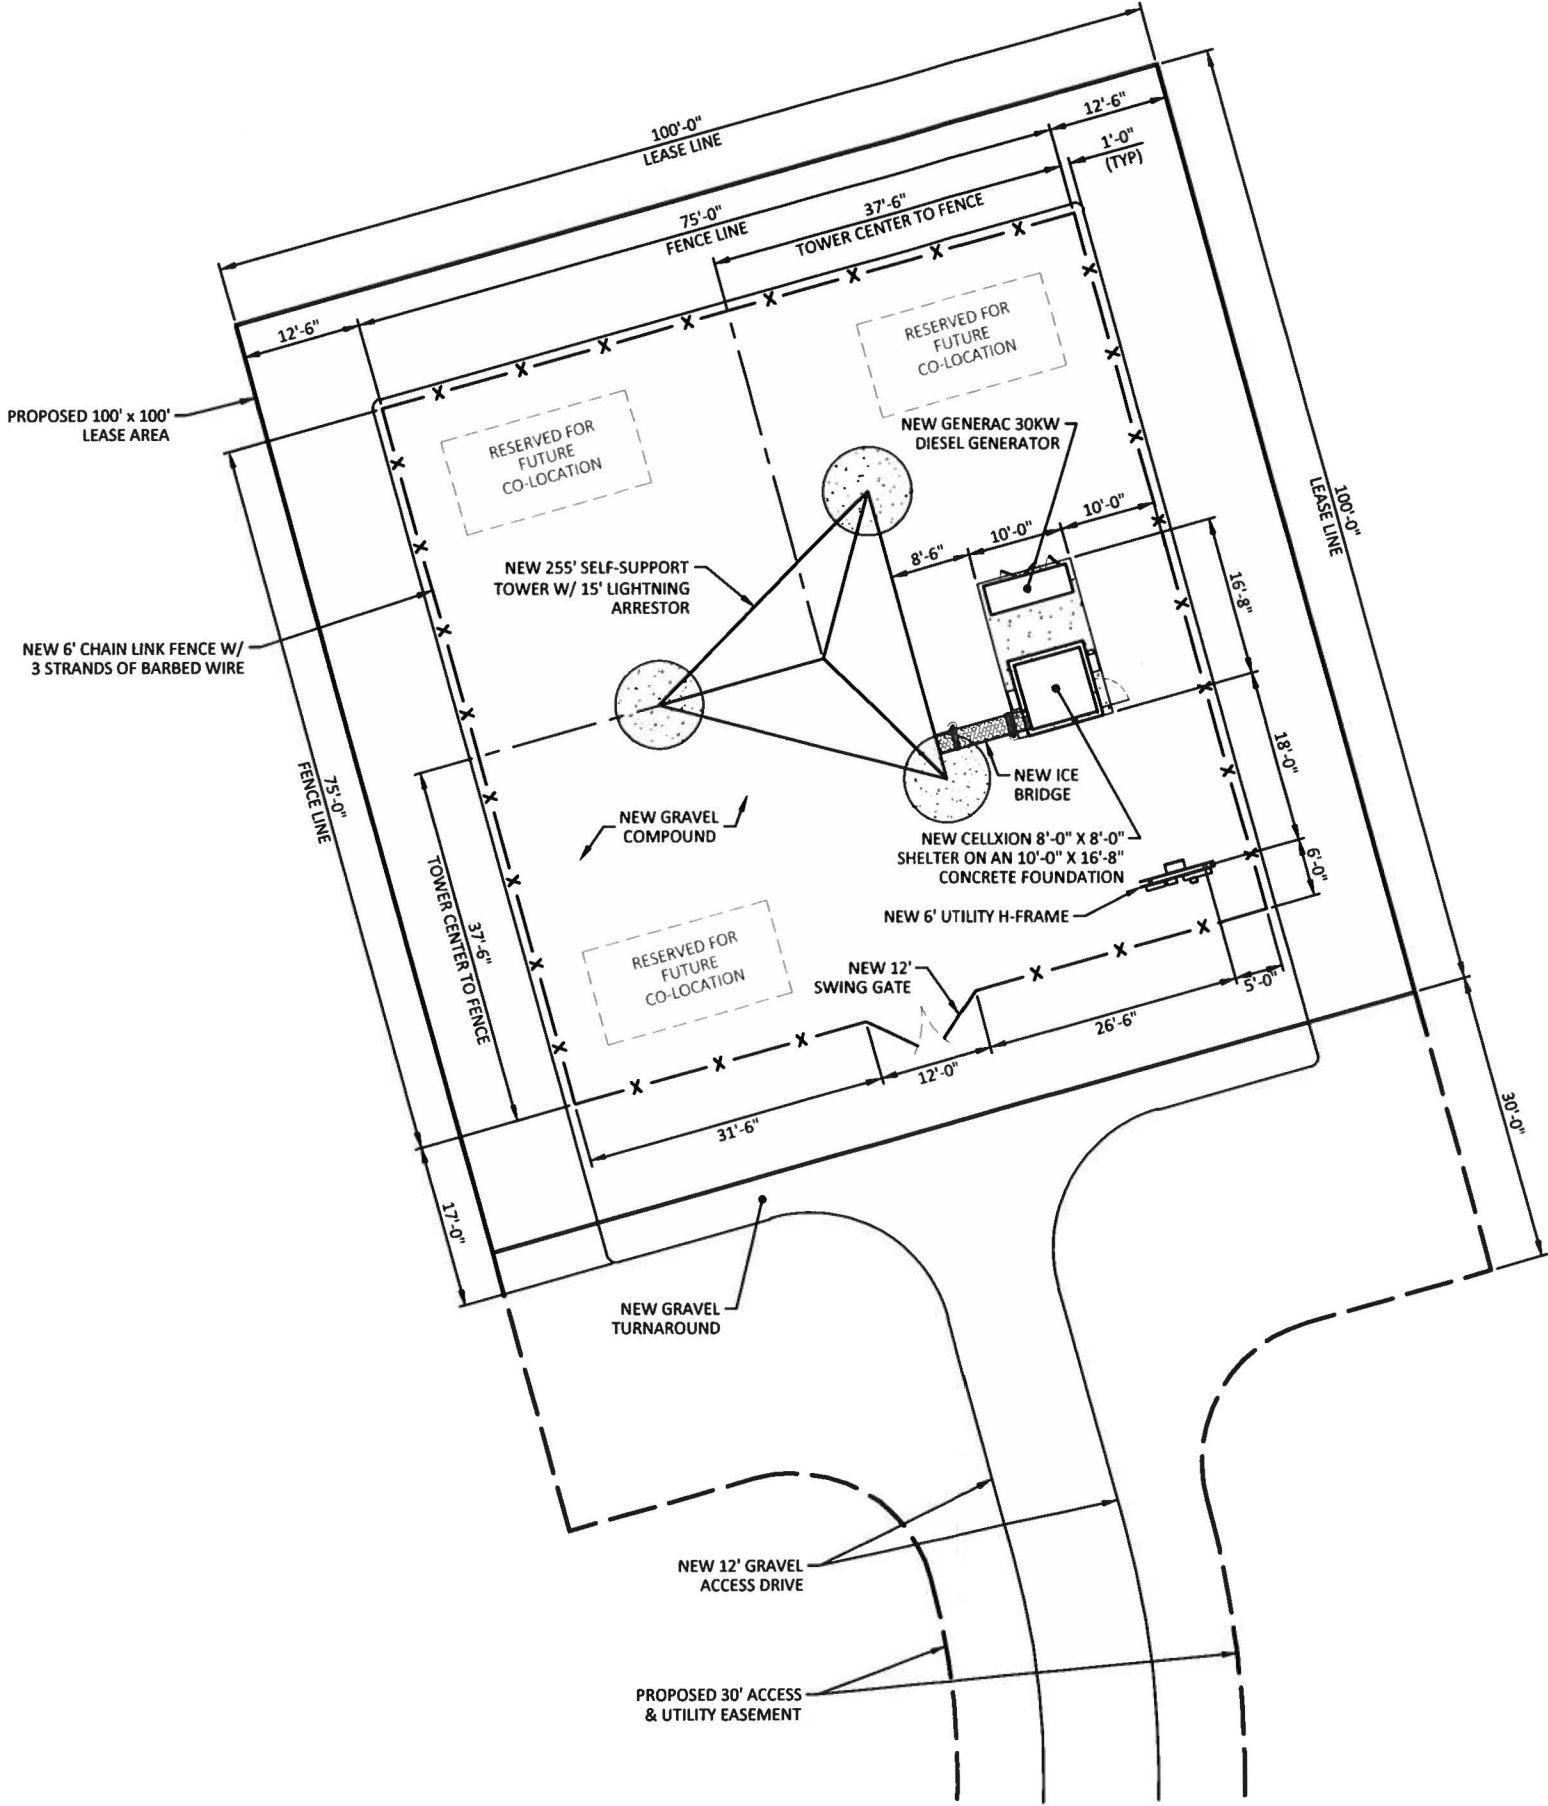 100'-0"
LEASE LINE
12'-6"
1'-0"
(TYP)
75'-0"
FENCE LINE
37'-6"
TOWER CENTER TO FENCE
12'-6"
RESERVED FOR
FUTURE
CO-LOCATION
PROPOSED 100' x 100'
LEASE AREA
RESERVED FOR
FUTURE
CO-LOCATION
NEW GENERAC 30KW
DIESEL GENERATOR
100'-0"
LEASE LINE
10'-0"
10'-0"
8'-6"
NEW 255' SELF-SUPPORT
TOWER W/ 15' LIGHTNING
ARRESTOR
16'-8"
NEW 6' CHAIN LINK FENCE W/
3 STRANDS OF BARBED WIRE
18'-0"
NEW ICE
BRIDGE
75'-0"
FENCE LINE
NEW GRAVEL
COMPOUND
NEW CELLXION 8'-0" X 8'-0"
SHELTER ON AN 10'-0" X 16'-8"
CONCRETE FOUNDATION
6'-0"
NEW 6' UTILITY H-FRAME
37'-6"
TOWER CENTER TO FENCE
RESERVED FOR
FUTURE
CO-LOCATION
NEW 12'
SWING GATE
5'-0"
26'-6"
12'-0"
31'-6"
30'-0"
17'-0"
NEW GRAVEL
TURNAROUND
NEW 12' GRAVEL
ACCESS DRIVE
PROPOSED 30' ACCESS
& UTILITY EASEMENT